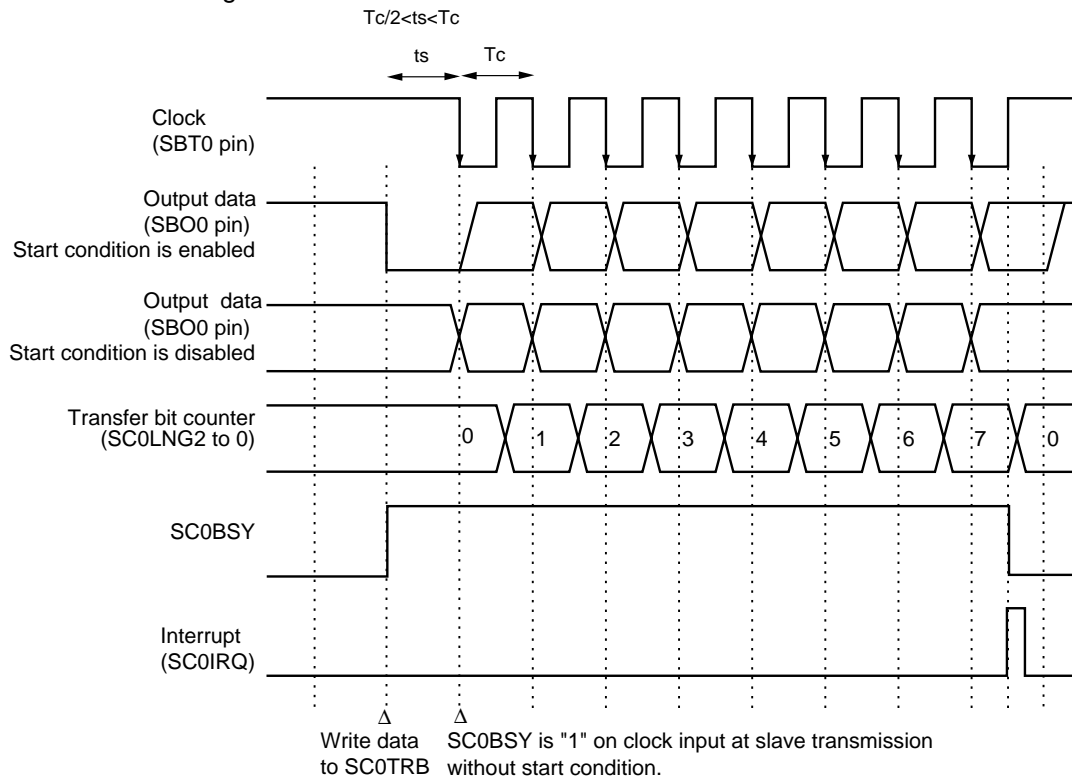 Tc/2<ts<Tc
ts
Tc
Clock
(SBT0 pin)
Output data
(SBO0 pin)
Start condition is enabled
Output data
(SBO0 pin)
Start condition is disabled
Transfer bit counter
(SC0LNG2 to 0)
0 1 2 3 4 5 6 7 0
SC0BSY
Interrupt
(SC0IRQ)
Δ Δ
Write data
to SC0TRB
SC0BSY is "1" on clock input at slave transmission
without start condition.